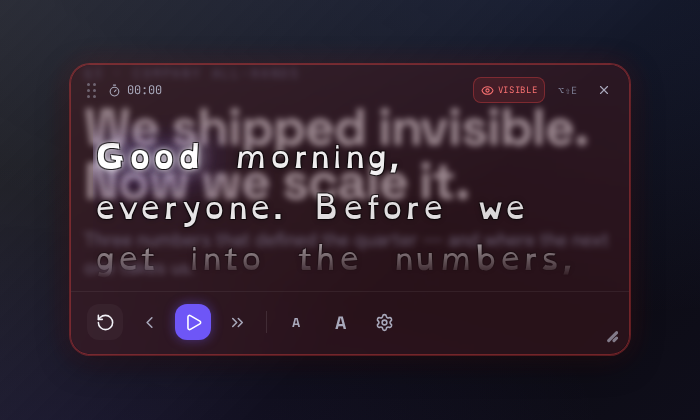 00:00
VISIBLE
⌥⇧E
We shipped invisible.
Now we scale it.
Good morning,
everyone. Before we
get into the numbers,
A A